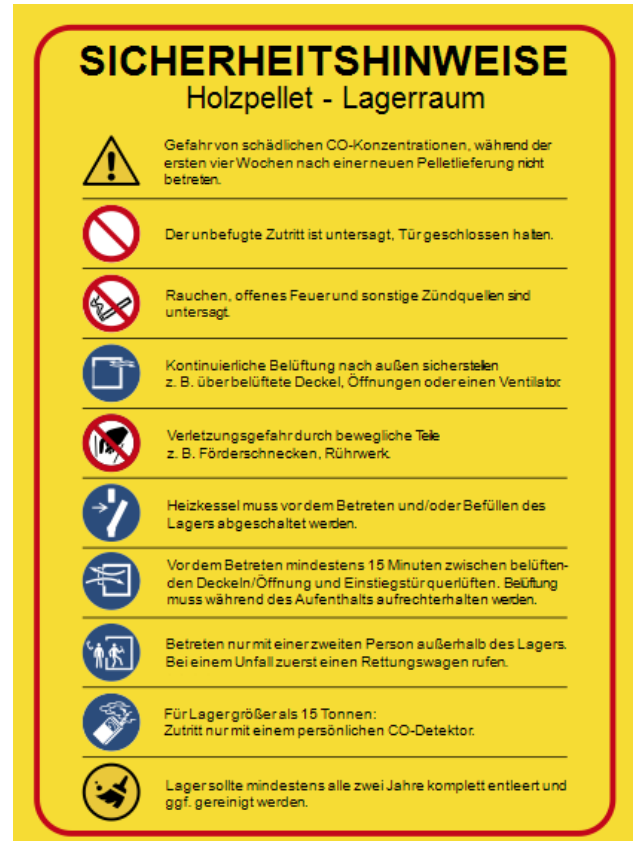 SICHERHEITSHINWEISE
Holzpellet - Lagerraum
Gefahr von schädlichen CO-Konzentrationen, während der
ersten vier Wochen nach einer neuen Pelletlieferung nicht
betreten.
Der unbefugte Zutritt ist untersagt, Tür geschlossen halten.
Rauchen, offenes Feuer und sonstige Zündquellen sind
untersagt.
Kontinuierliche Belüftung nach außen sicherstellen
z. B. über belüftete Deckel, Öffnungen oder einen Ventilator.
Verletzungsgefahr durch bewegliche Teile
z. B. Förderschnecken, Rührwerk.
Heizkessel muss vor dem Betreten und/oder Befüllen des
Lagers abgeschaltet werden.
Vor dem Betreten mindestens 15 Minuten zwischen belüften-
den Deckeln/Öffnung und Einstiegstür querlüften. Belüftung
muss während des Aufenthalts aufrechterhalten werden.
Betreten nur mit einer zweiten Person außerhalb des Lagers.
Bei einem Unfall zuerst einen Rettungswagen rufen.
Für Lager größer als 15 Tonnen:
Zutritt nur mit einem persönlichen CO-Detektor.
Lager sollte mindestens alle zwei Jahre komplett entleert und
ggf. gereinigt werden.